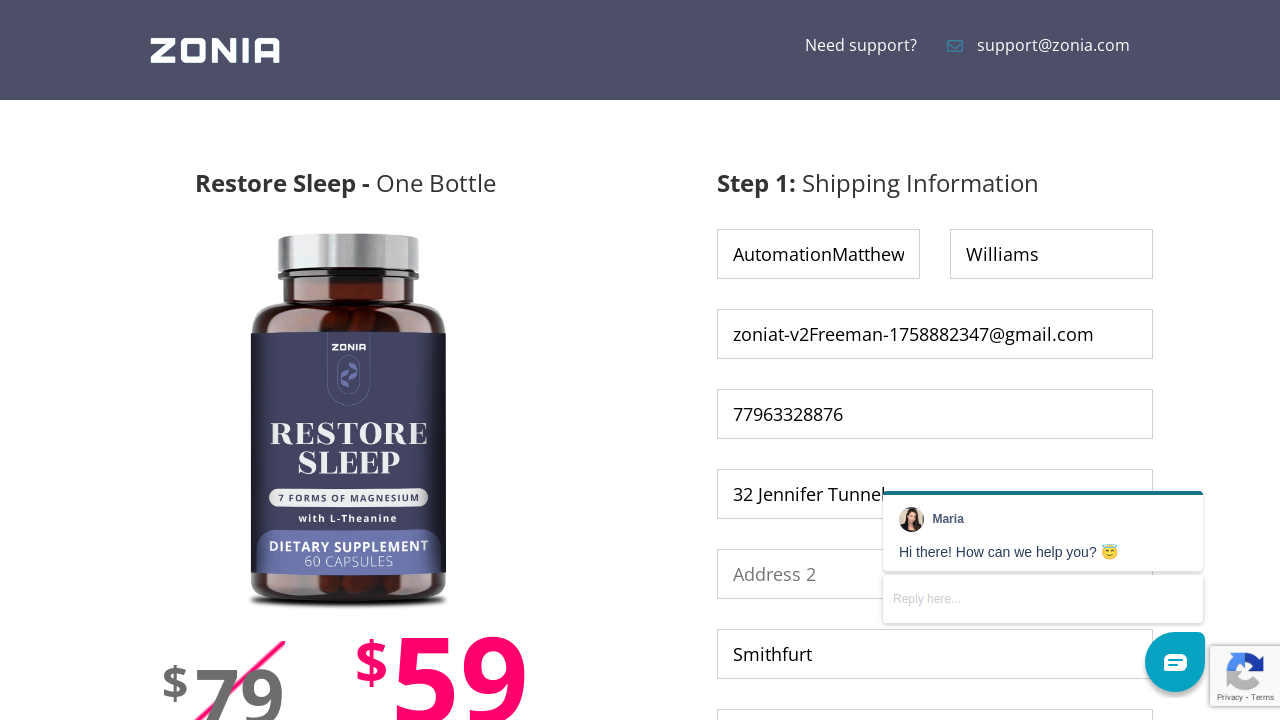 ZONIA
Need support?
support@zonia.com
Restore Sleep - One Bottle
ZONIA
RESTORE
SLEEP
7 FORMS OF MAGNESIUM
with L-Theanine
DIETARY SUPPLEMENT
60 CAPSULES
$79
$59
Step 1: Shipping Information
AutomationMatthew
Williams
zoniat-v2Freeman-1758882347@gmail.com
77963328876
32 Jennifer Tunnel
Address 2
Smithfurt
Maria
Hi there! How can we help you? 😇
Reply here...
Privacy - Terms